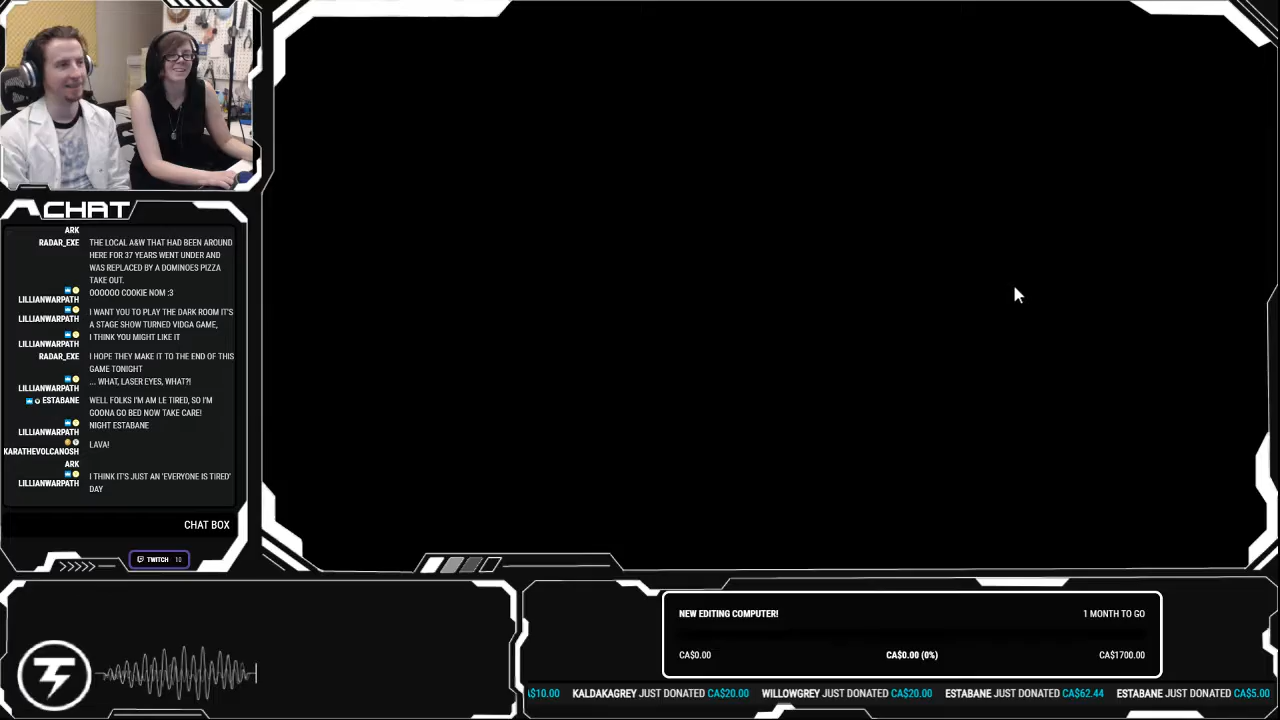 CHAT
ARK
RADAR_EXE THE LOCAL A&W THAT HAD BEEN AROUND
HERE FOR 37 YEARS WENT UNDER AND
WAS REPLACED BY A DOMINOES PIZZA
TAKE OUT.
LILLIANWARPATH OOOOOO COOKIE NOM :3
LILLIANWARPATH I WANT YOU TO PLAY THE DARK ROOM IT'S
A STAGE SHOW TURNED VIDGA GAME,
LILLIANWARPATH I THINK YOU MIGHT LIKE IT
RADAR_EXE I HOPE THEY MAKE IT TO THE END OF THIS
GAME TONIGHT
LILLIANWARPATH ... WHAT, LASER EYES, WHAT?!
ESTABANE WELL FOLKS I'M AM LE TIRED, SO I'M
GOONA GO BED NOW TAKE CARE!
LILLIANWARPATH NIGHT ESTABANE
KARATHEVOLCANOSH LAVA!
ARK
LILLIANWARPATH I THINK IT'S JUST AN 'EVERYONE IS TIRED'
DAY
CHAT BOX
TWITCH 10
NEW EDITING COMPUTER! 1 MONTH TO GO
CA$0.00 CA$0.00 (0%) CA$1700.00
A$10.00 KALDAKAGREY JUST DONATED CA$20.00 WILLOWGREY JUST DONATED CA$20.00 ESTABANE JUST DONATED CA$62.44 ESTABANE JUST DONATED CA$5.00